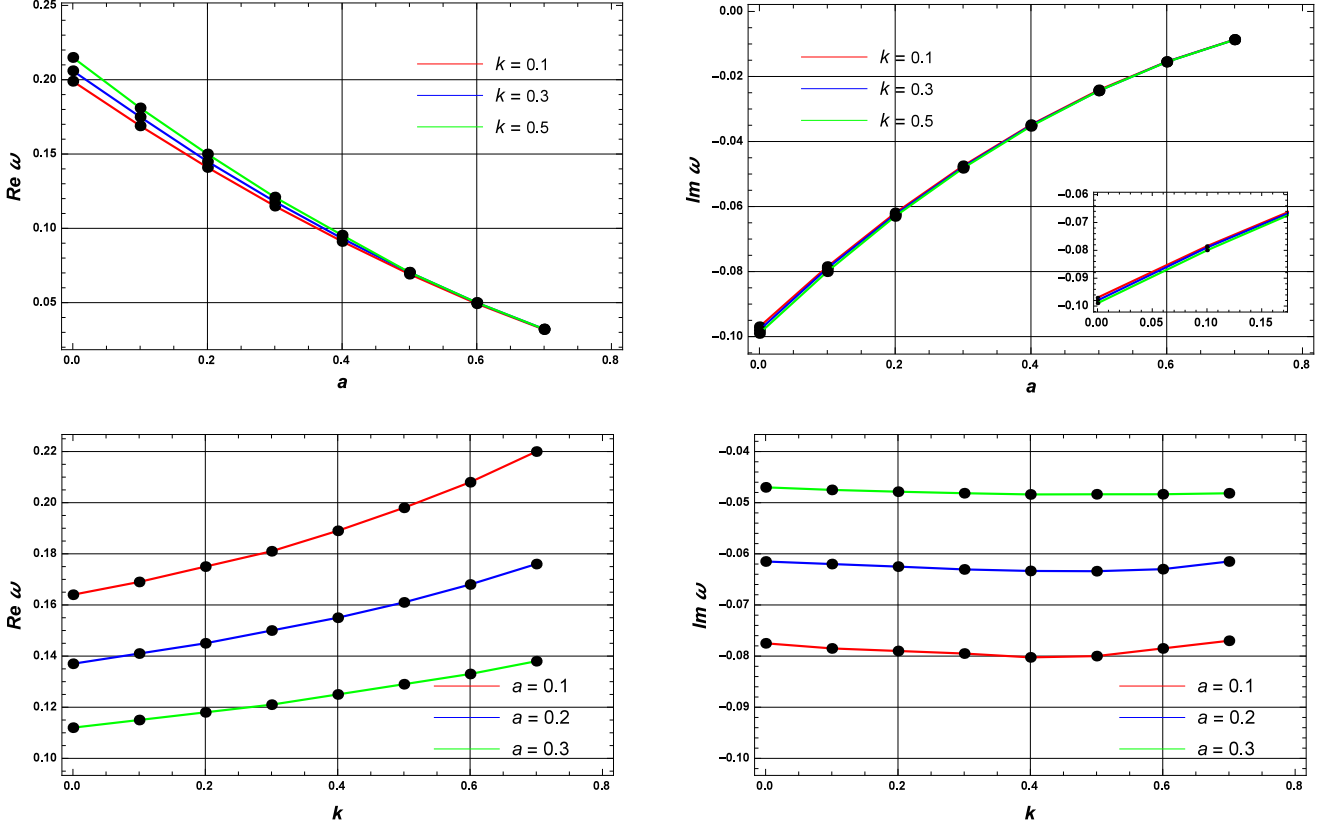 0.25
0.20
0.15
0.10
0.05
Re ω
0.0 0.2 0.4 0.6 0.8
a
k = 0.1
k = 0.3
k = 0.5
0.00
−0.02
−0.04
−0.06
−0.08
−0.10
Im ω
0.0 0.2 0.4 0.6 0.8
a
k = 0.1
k = 0.3
k = 0.5
−0.06
−0.07
−0.08
−0.09
−0.10
0.00 0.05 0.10 0.15
0.22
0.20
0.18
0.16
0.14
0.12
0.10
Re ω
0.0 0.2 0.4 0.6 0.8
k
a = 0.1
a = 0.2
a = 0.3
−0.04
−0.05
−0.06
−0.07
−0.08
−0.09
−0.10
Im ω
0.0 0.2 0.4 0.6 0.8
k
a = 0.1
a = 0.2
a = 0.3